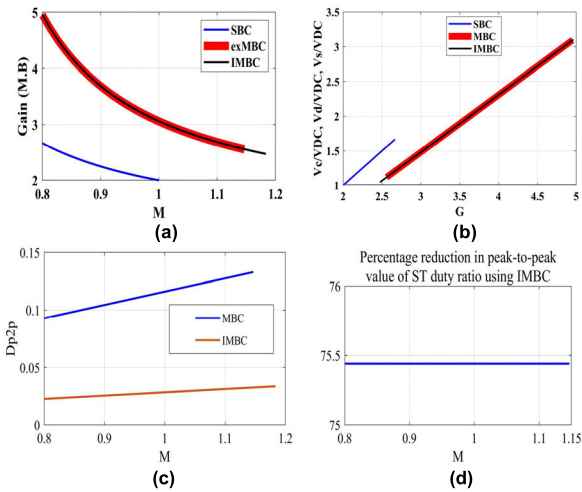 5
4
3
2
0.8
0.9
1
1.1
1.2
Gain (M.B)
M
SBC
exMBC
IMBC
(a)
3.5
3
2.5
2
1.5
1
2
2.5
3
3.5
4
4.5
5
Vc/VDC, Vd/VDC, Vs/VDC
G
SBC
MBC
IMBC
(b)
0.15
0.1
0.05
0
0.8
0.9
1
1.1
1.2
Dp2p
M
MBC
IMBC
(c)
Percentage reduction in peak-to-peak
value of ST duty ratio using IMBC
76
75.5
75
0.8
0.9
1
1.1
1.15
M
(d)